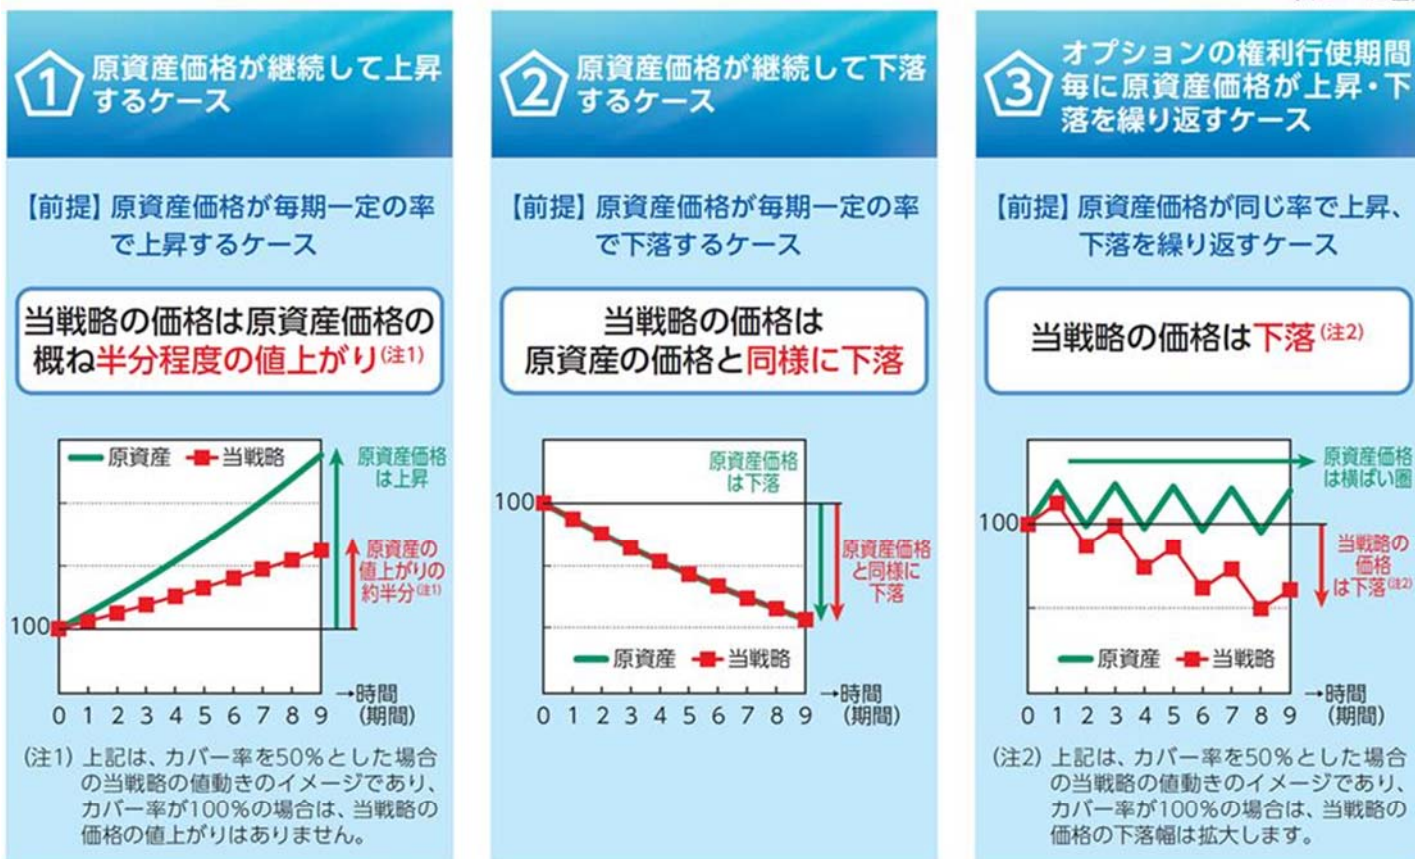 1 原資産価格が継続して上昇
するケース
【前提】原資産価格が毎期一定の率
で上昇するケース
当戦略の価格は原資産価格の
概ね半分程度の値上がり(注1)
原資産 当戦略
原資産価格
は上昇
原資産の
値上がりの
約半分(注1)
100
0 1 2 3 4 5 6 7 8 9
→時間
(期間)
(注1) 上記は、カバー率を50%とした場合
の当戦略の値動きのイメージであり、
カバー率が100%の場合は、当戦略の
価格の値上がりはありません。
2 原資産価格が継続して下落
するケース
【前提】原資産価格が毎期一定の率
で下落するケース
当戦略の価格は
原資産の価格と同様に下落
原資産価格
は下落
100
原資産価格
と同様に
下落
原資産 当戦略
0 1 2 3 4 5 6 7 8 9
→時間
(期間)
3 オプションの権利行使期間
毎に原資産価格が上昇・下
落を繰り返すケース
【前提】原資産価格が同じ率で上昇、
下落を繰り返すケース
当戦略の価格は下落(注2)
原資産価格
は横ばい圏
100
当戦略の
価格
は下落(注2)
原資産 当戦略
0 1 2 3 4 5 6 7 8 9
→時間
(期間)
(注2) 上記は、カバー率を50%とした場合
の当戦略の値動きのイメージであり、
カバー率が100%の場合は、当戦略の
価格の下落幅は拡大します。